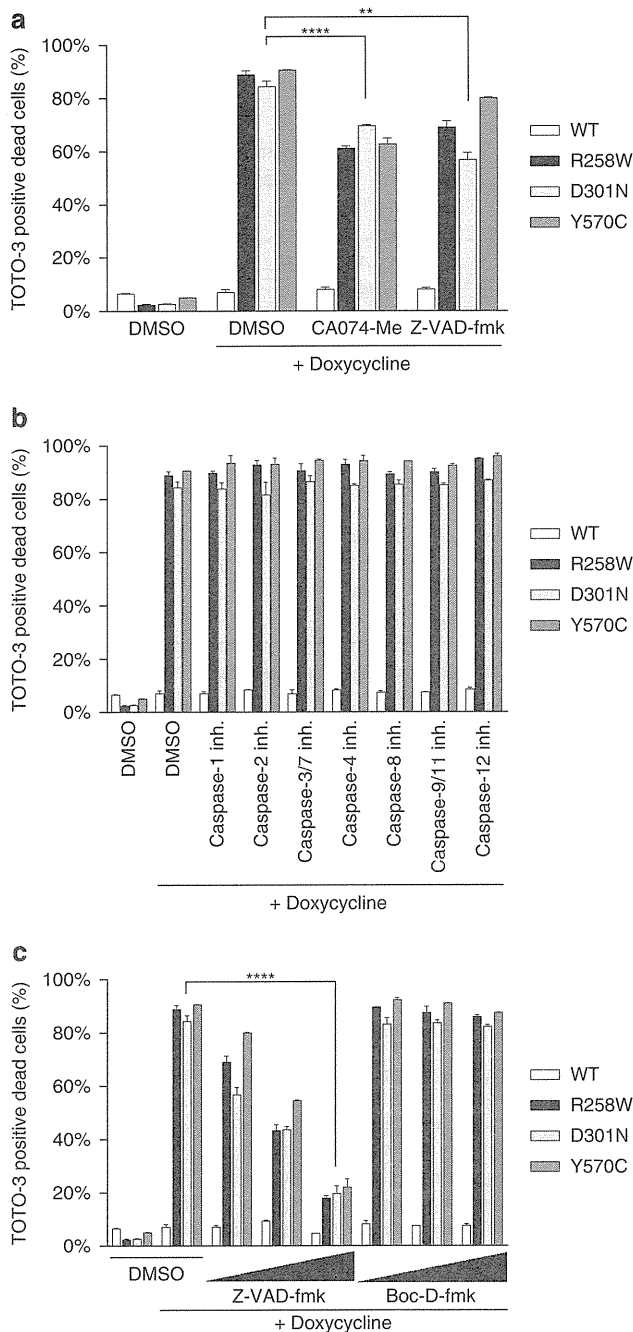 a
TOTO-3 positive dead cells (%)
100%
80%
60%
40%
20%
0%
****
**
DMSO
DMSO
CA074-Me
Z-VAD-fmk
+ Doxycycline
WT
R258W
D301N
Y570C
b
TOTO-3 positive dead cells (%)
100%
80%
60%
40%
20%
0%
DMSO
DMSO
Caspase-1 inh.
Caspase-2 inh.
Caspase-3/7 inh.
Caspase-4 inh.
Caspase-8 inh.
Caspase-9/11 inh.
Caspase-12 inh.
+ Doxycycline
WT
R258W
D301N
Y570C
c
TOTO-3 positive dead cells (%)
100%
80%
60%
40%
20%
0%
****
DMSO
Z-VAD-fmk
Boc-D-fmk
+ Doxycycline
WT
R258W
D301N
Y570C